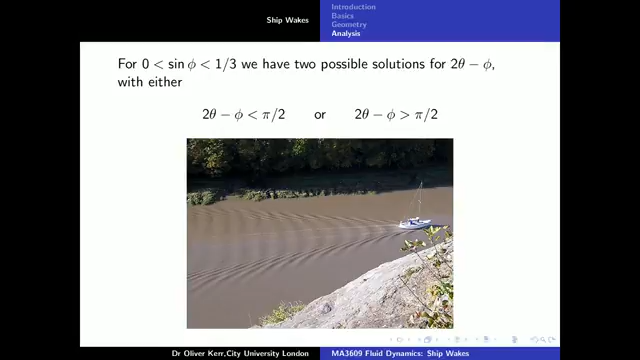 Ship Wakes
Introduction
Basics
Geometry
Analysis
For 0 < sin ϕ < 1/3 we have two possible solutions for 2θ − ϕ,
with either
2θ − ϕ < π/2 or 2θ − ϕ > π/2
Dr Oliver Kerr,City University London
MA3609 Fluid Dynamics: Ship Wakes